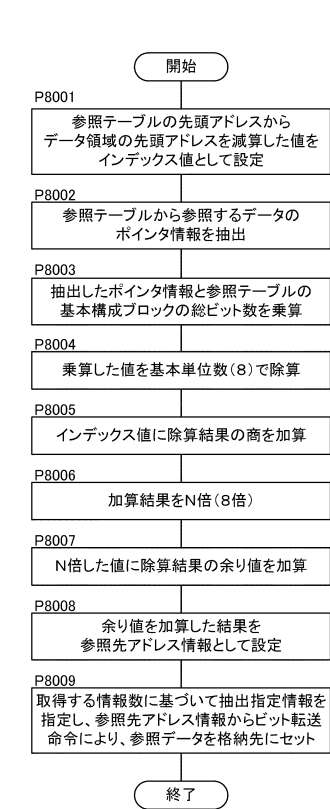 開始
P8001
参照テーブルの先頭アドレスから
データ領域の先頭アドレスを減算した値を
インデックス値として設定
P8002
参照テーブルから参照するデータの
ポインタ情報を抽出
P8003
抽出したポインタ情報と参照テーブルの
基本構成ブロックの総ビット数を乗算
P8004
乗算した値を基本単位数(8)で除算
P8005
インデックス値に除算結果の商を加算
P8006
加算結果をN倍(8倍)
P8007
N倍した値に除算結果の余り値を加算
P8008
余り値を加算した結果を
参照先アドレス情報として設定
P8009
取得する情報数に基づいて抽出指定情報を
指定し、参照先アドレス情報からビット転送
命令により、参照データを格納先にセット
終了